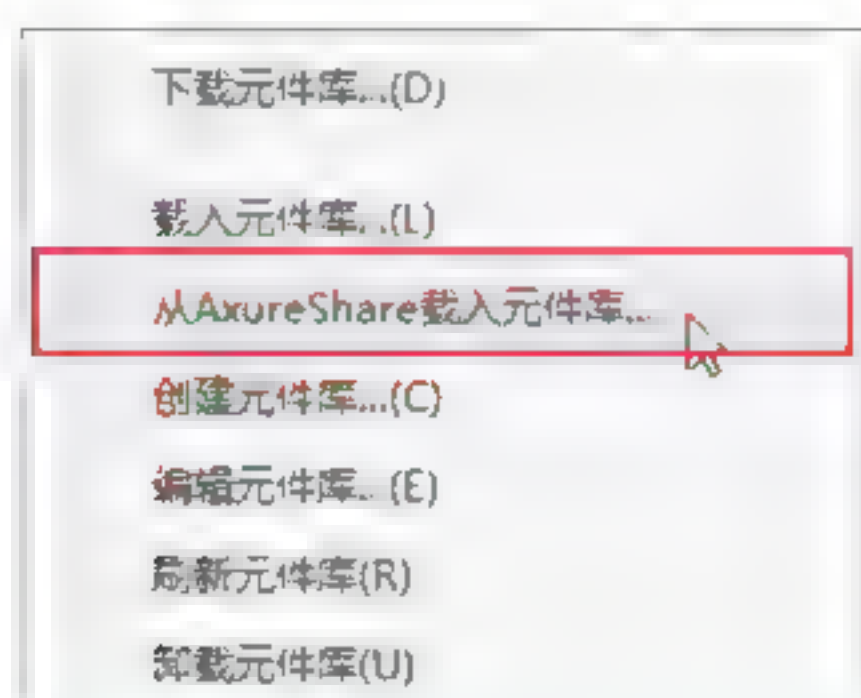 下载元件库...(D)
载入元件库...(L)
从AxureShare载入元件库...
创建元件库...(C)
编辑元件库...(E)
刷新元件库(R)
卸载元件库(U)